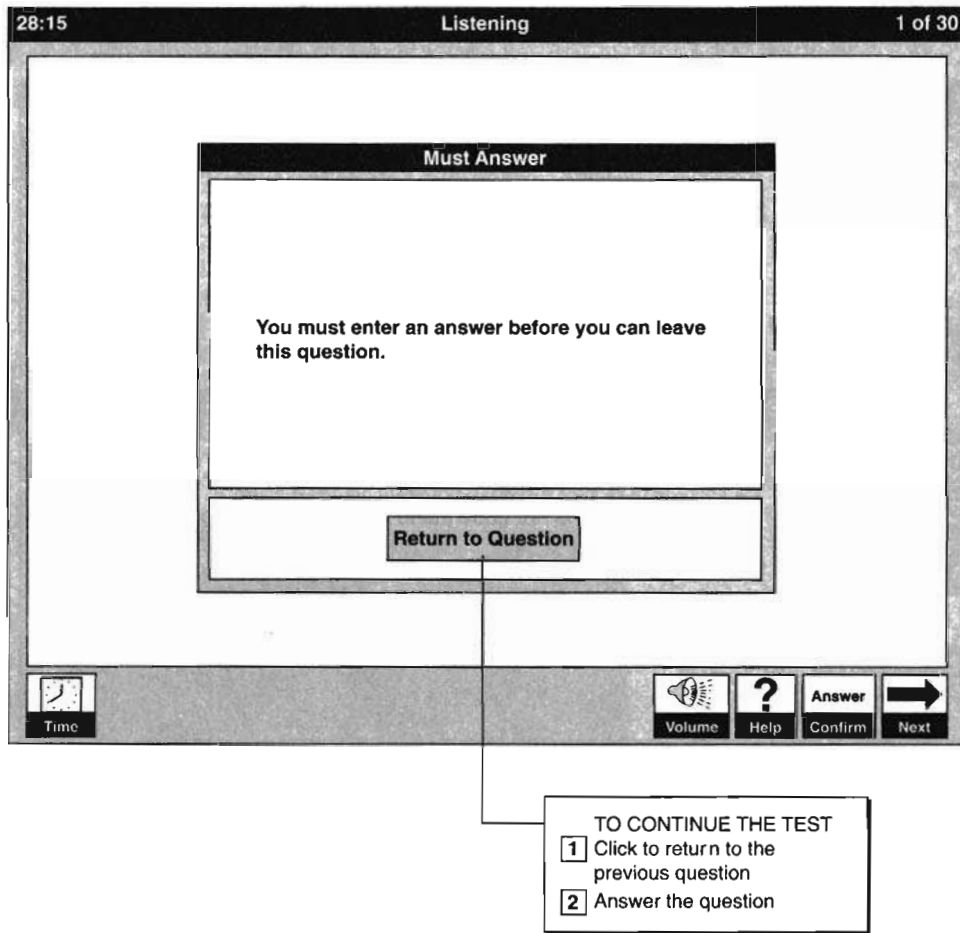 28:15 Listening 1 of 30
Must Answer
You must enter an answer before you can leave
this question.
Return to Question
Time
Volume
?
Help
Answer
Confirm
Next
TO CONTINUE THE TEST
1 Click to return to the
previous question
2 Answer the question